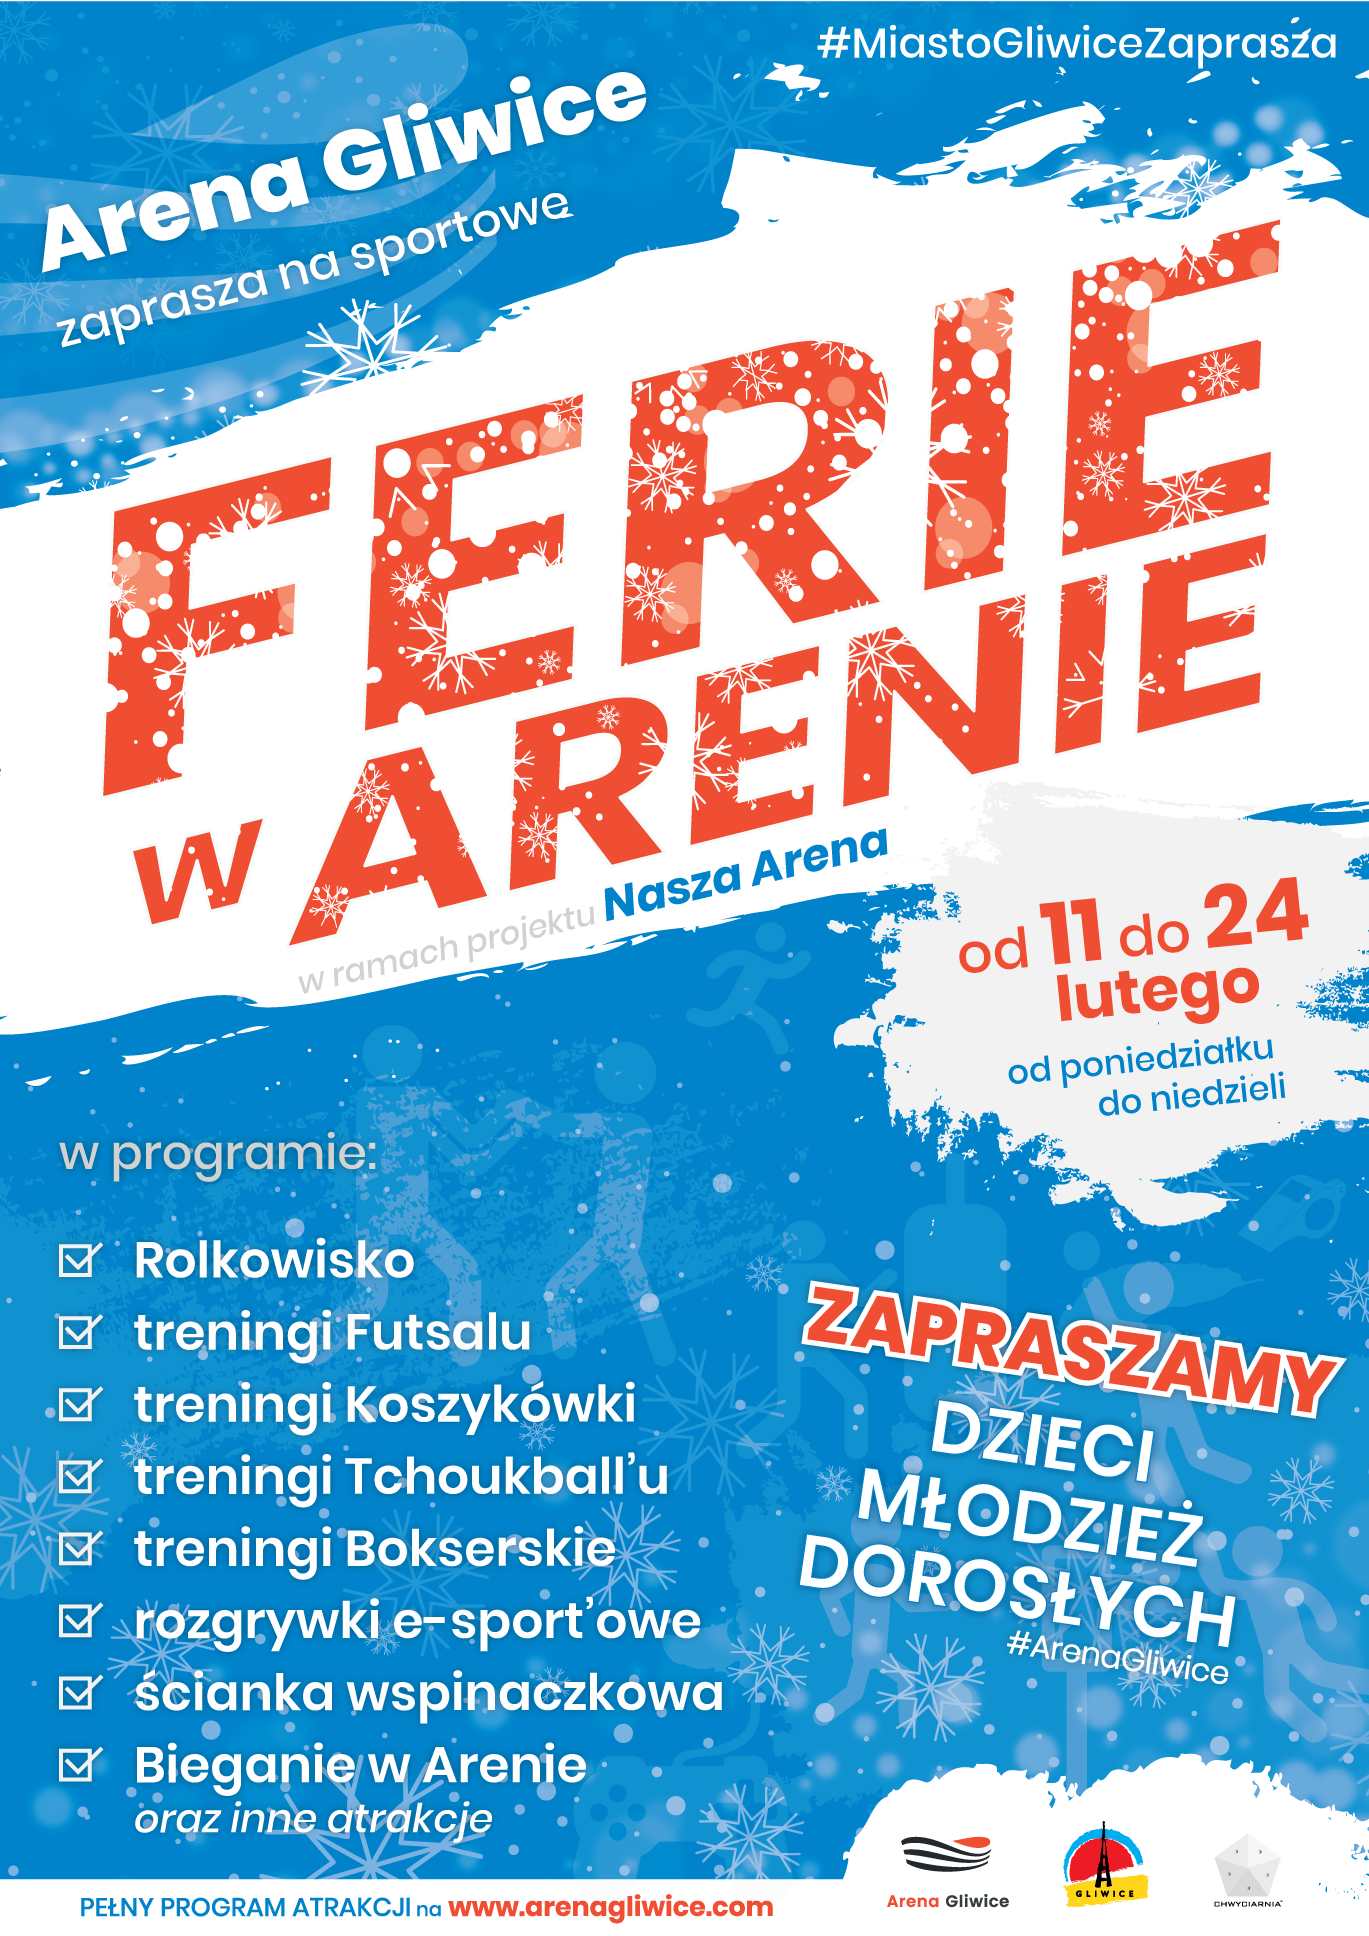 #MiastoGliwiceZaprasza
Arena Gliwice
zaprasza na sportowe
FERIE
w ARENIE
w ramach projektu Nasza Arena
od 11 do 24
lutego
od poniedziałku
do niedzieli
w programie:
Rolkowisko
treningi Futsalu
treningi Koszykówki
treningi Tchoukball’u
treningi Bokserskie
rozgrywki e-sport’owe
ścianka wspinaczkowa
Bieganie w Arenie
oraz inne atrakcje
ZAPRASZAMY
DZIECI
MŁODZIEŻ
DOROSŁYCH
#ArenaGliwice
PEŁNY PROGRAM ATRAKCJI na www.arenagliwice.com
Arena Gliwice
GLIWICE
CHWYCIARNIA